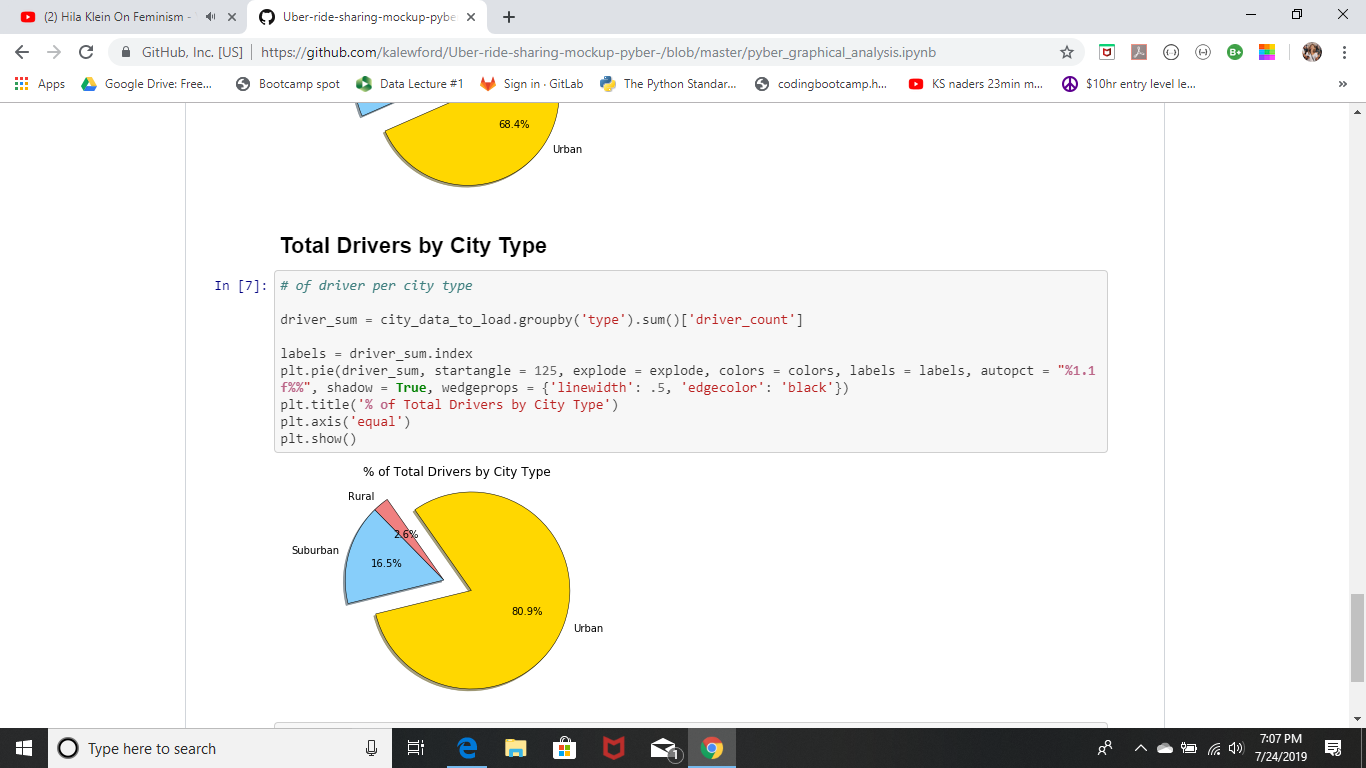 (2) Hila Klein On Feminism -
Uber-ride-sharing-mockup-pybe
GitHub, Inc. [US]
https://github.com/kalewford/Uber-ride-sharing-mockup-pyber-/blob/master/pyber_graphical_analysis.ipynb
Apps
Google Drive: Free...
Bootcamp spot
Data Lecture #1
Sign in · GitLab
The Python Standar...
codingbootcamp.h...
KS naders 23min m...
$10hr entry level le...
»
68.4%
Urban
Total Drivers by City Type
In [7]:
# of driver per city type
driver_sum = city_data_to_load.groupby('type').sum()['driver_count']
labels = driver_sum.index
plt.pie(driver_sum, startangle = 125, explode = explode, colors = colors, labels = labels, autopct = "%1.1
f%%", shadow = True, wedgeprops = {'linewidth': .5, 'edgecolor': 'black'})
plt.title('% of Total Drivers by City Type')
plt.axis('equal')
plt.show()
% of Total Drivers by City Type
Rural
2.6%
Suburban
16.5%
80.9%
Urban
Type here to search
1
7:07 PM
7/24/2019